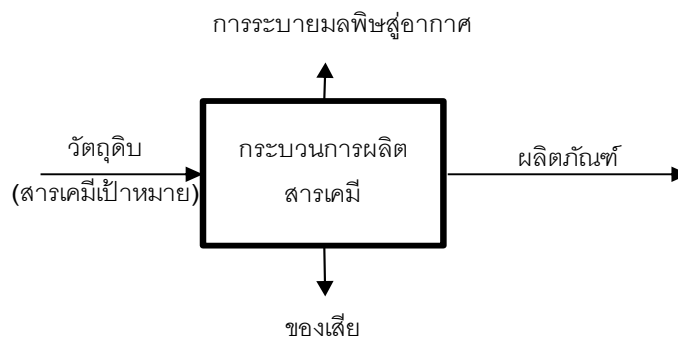 การระบายมลพิษสู่อากาศ
วัตถุดิบ
(สารเคมีเป้าหมาย)
กระบวนการผลิต
สารเคมี
ผลิตภัณฑ์
ของเสีย